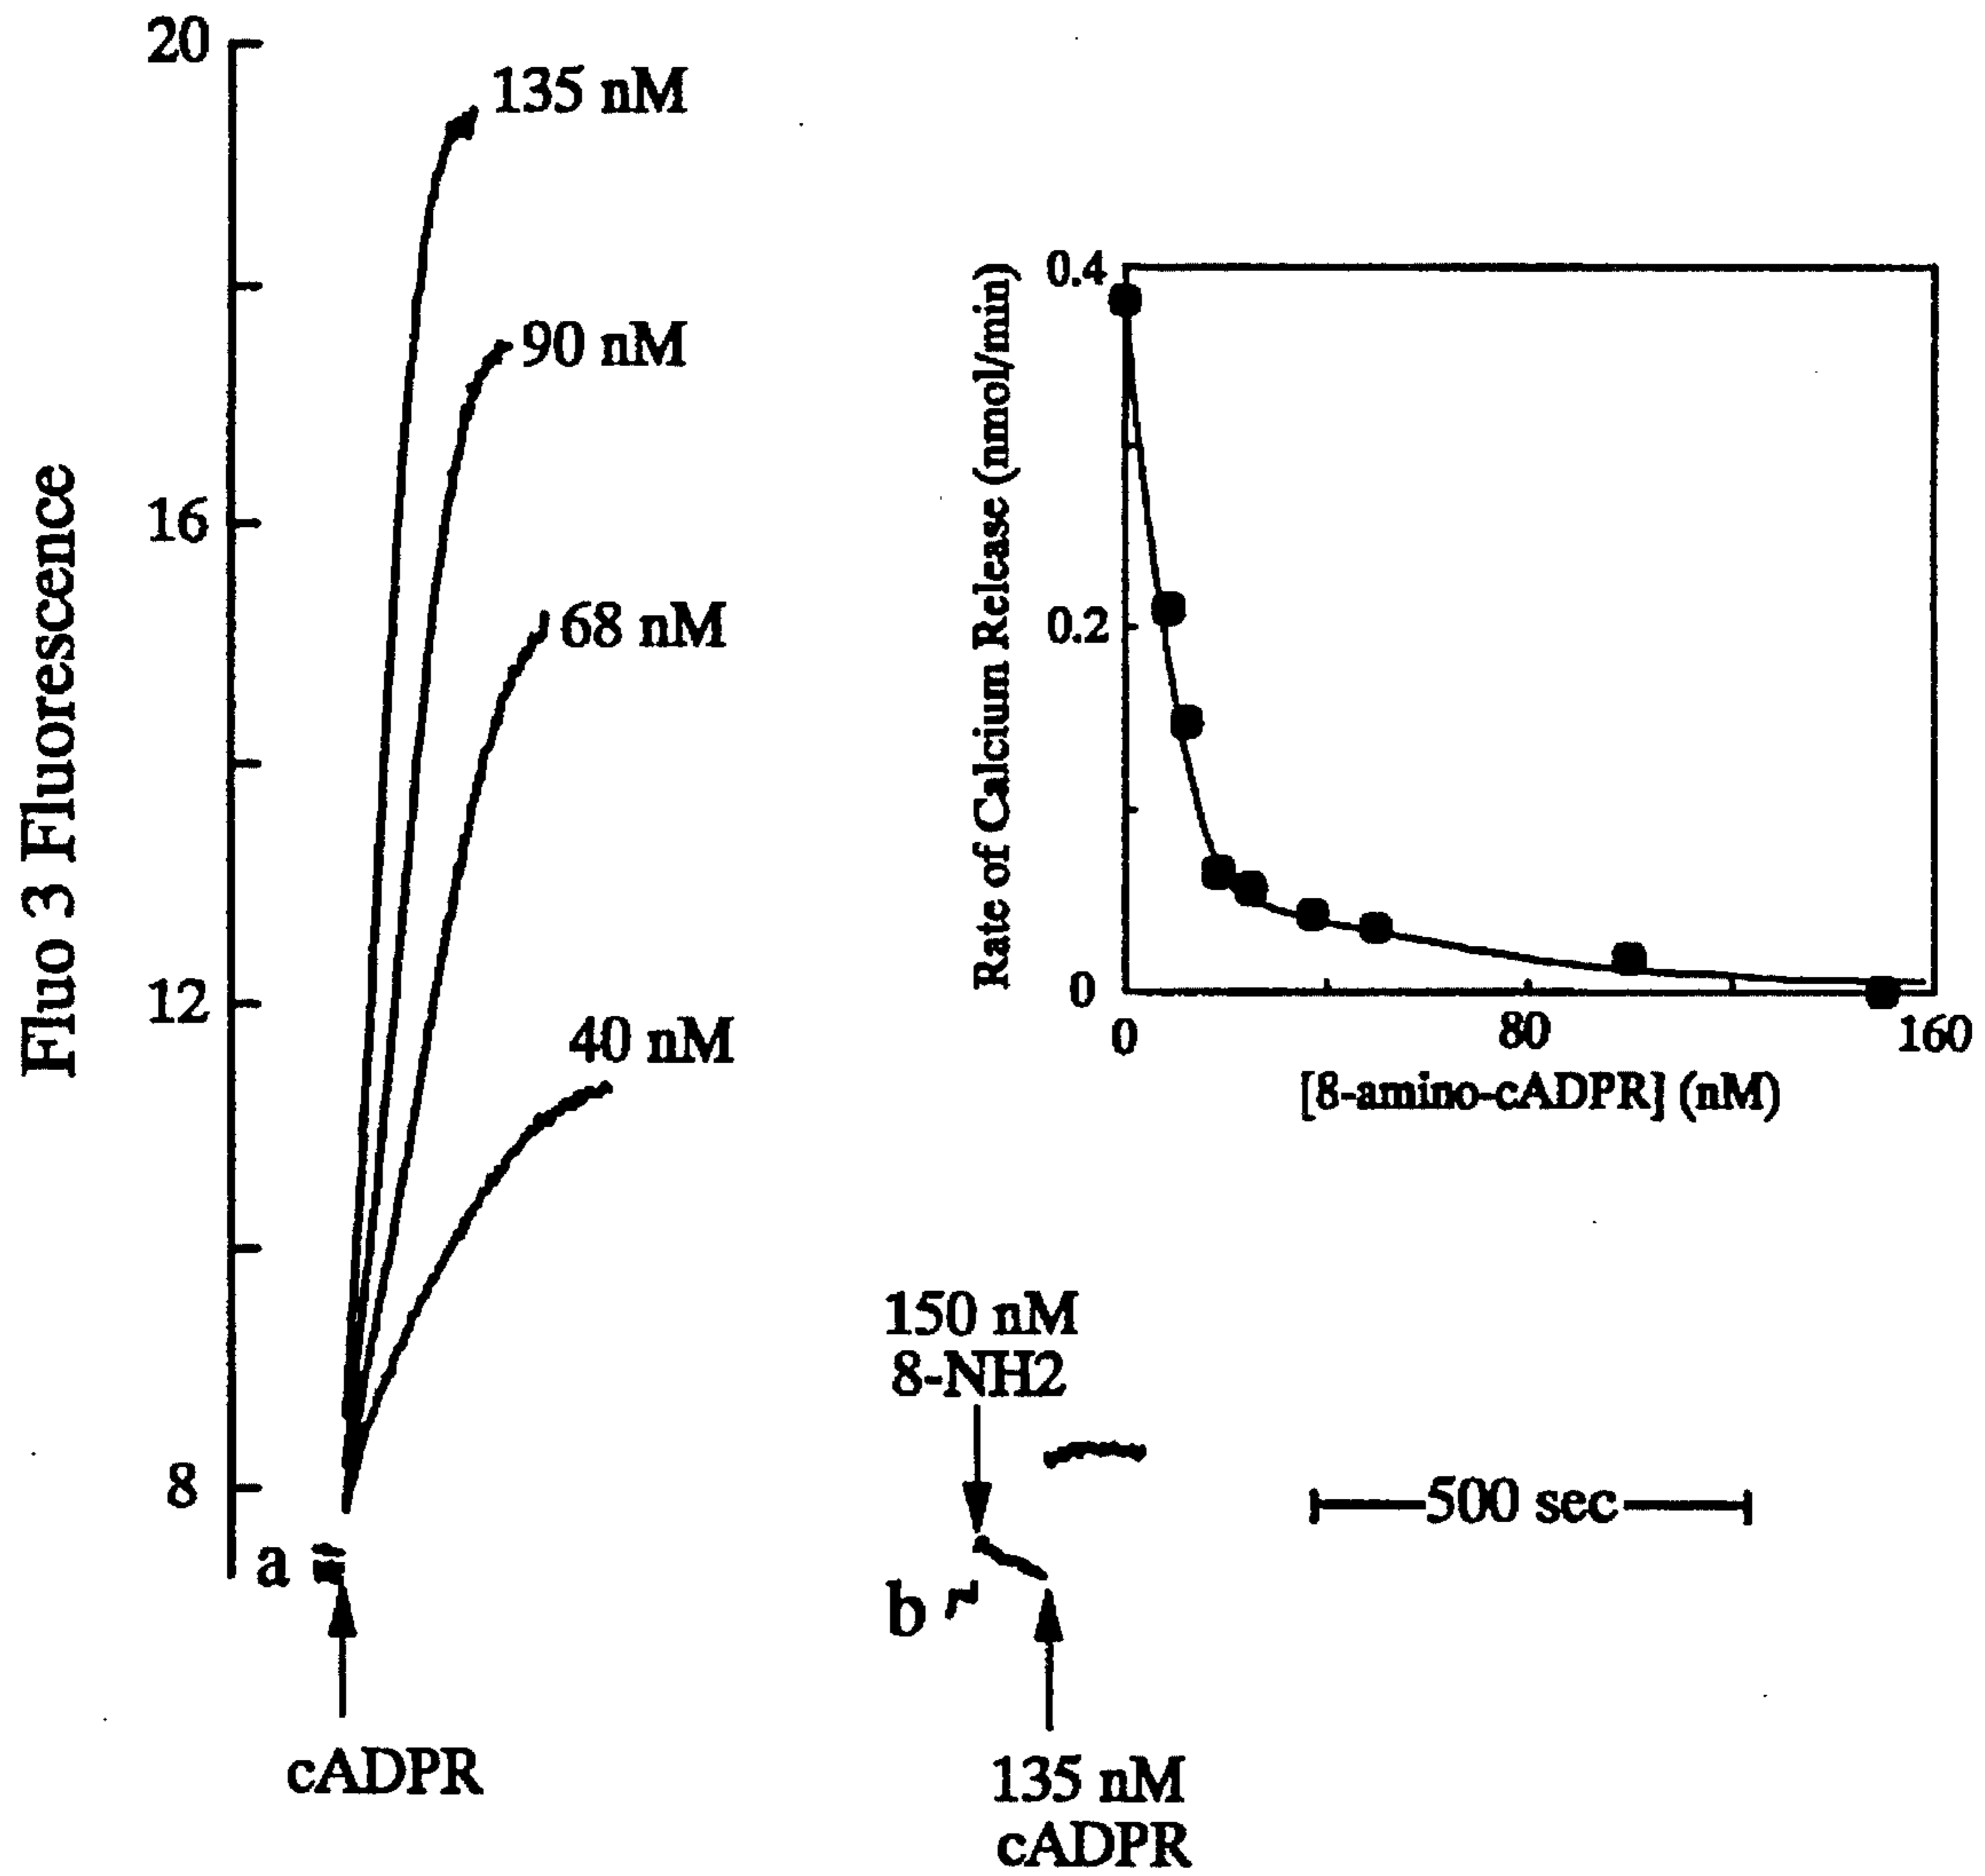 Fluo 3 Fluorescence
20
16
12
8
135 nM
90 nM
68 nM
40 nM
a
cADPR
Rate of Calcium Release (nmol/min)
0.4
0.2
0
0
80
160
[8-amino-cADPR] (nM)
150 nM
8-NH2
b
135 nM
cADPR
500 sec